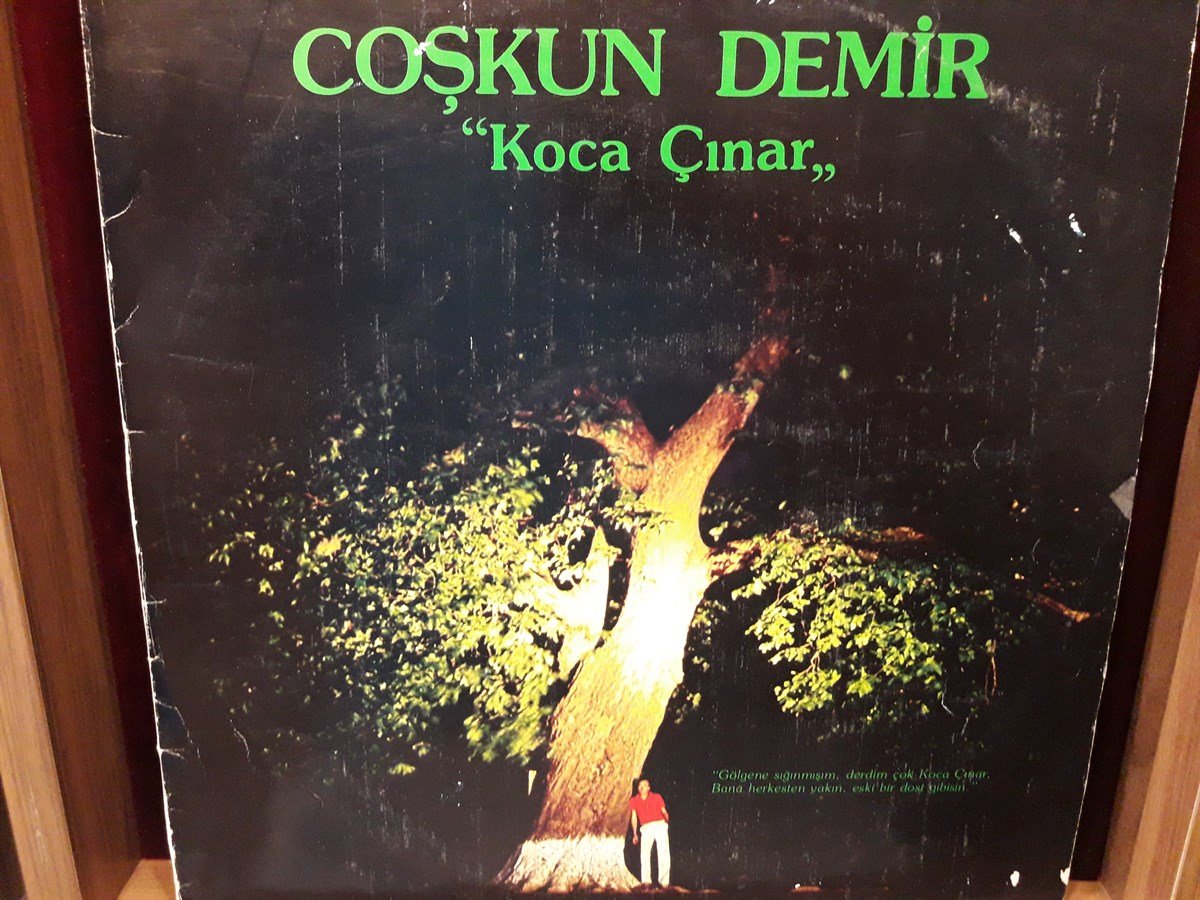 COŞKUN DEMİR
“Koca Çınar„
"Gölgene sığınmışım, derdim çok Koca Çınar.
Bana herkesten yakın, eski bir dost gibisin "